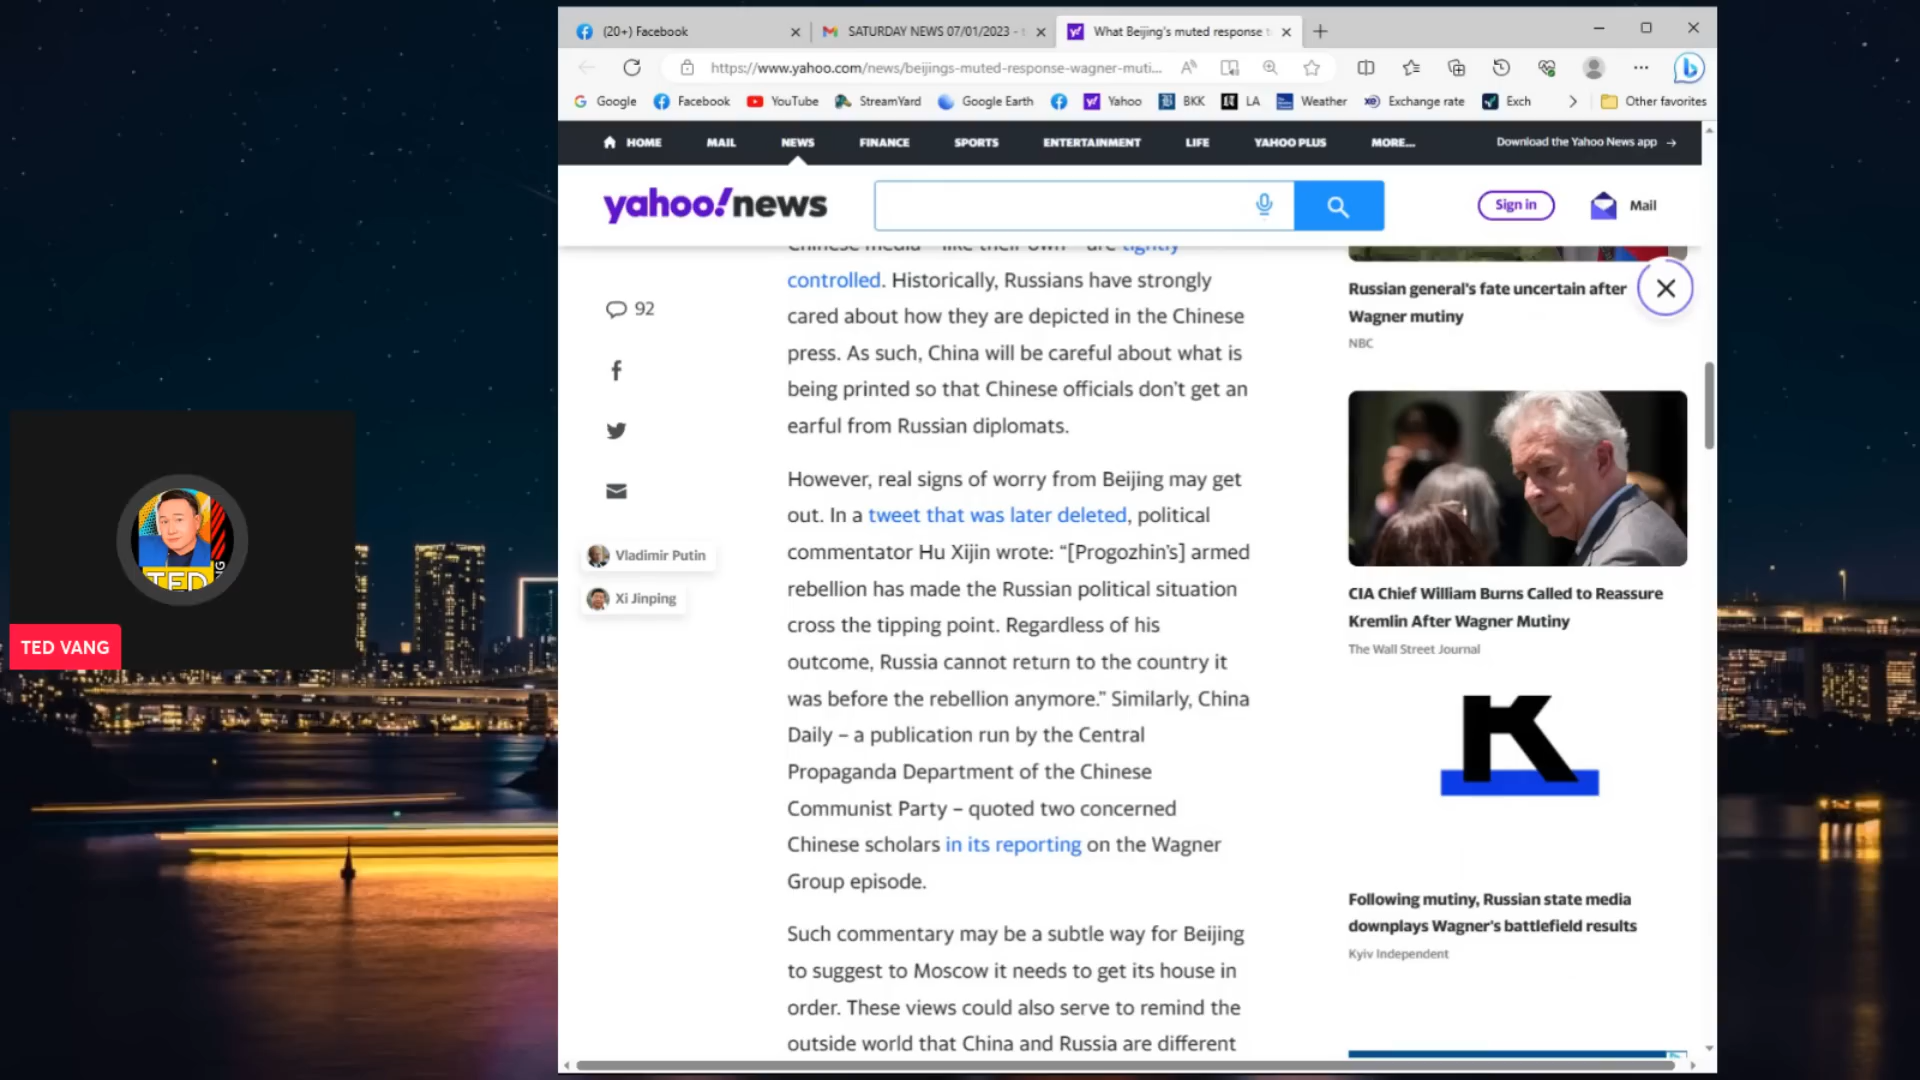 (20+) Facebook
SATURDAY NEWS 07/01/2023 -
What Beijing's muted response
https://www.yahoo.com/news/beijings-muted-response-wagner-muti...
Google Facebook YouTube StreamYard Google Earth Yahoo BKK LA Weather Exchange rate Exch Other favorites
HOME MAIL NEWS FINANCE SPORTS ENTERTAINMENT LIFE YAHOO PLUS MORE... Download the Yahoo News app →
yahoo!news
Sign in
Mail
92
Vladimir Putin
Xi Jinping
TED
TED VANG
Chinese media – like their own – are tightly
controlled. Historically, Russians have strongly
cared about how they are depicted in the Chinese
press. As such, China will be careful about what is
being printed so that Chinese officials don't get an
earful from Russian diplomats.
However, real signs of worry from Beijing may get
out. In a tweet that was later deleted, political
commentator Hu Xijin wrote: “[Progozhin's] armed
rebellion has made the Russian political situation
cross the tipping point. Regardless of his
outcome, Russia cannot return to the country it
was before the rebellion anymore.” Similarly, China
Daily – a publication run by the Central
Propaganda Department of the Chinese
Communist Party – quoted two concerned
Chinese scholars in its reporting on the Wagner
Group episode.
Such commentary may be a subtle way for Beijing
to suggest to Moscow it needs to get its house in
order. These views could also serve to remind the
outside world that China and Russia are different
Russian general's fate uncertain after
Wagner mutiny
NBC
CIA Chief William Burns Called to Reassure
Kremlin After Wagner Mutiny
The Wall Street Journal
K
Following mutiny, Russian state media
downplays Wagner's battlefield results
Kyiv Independent